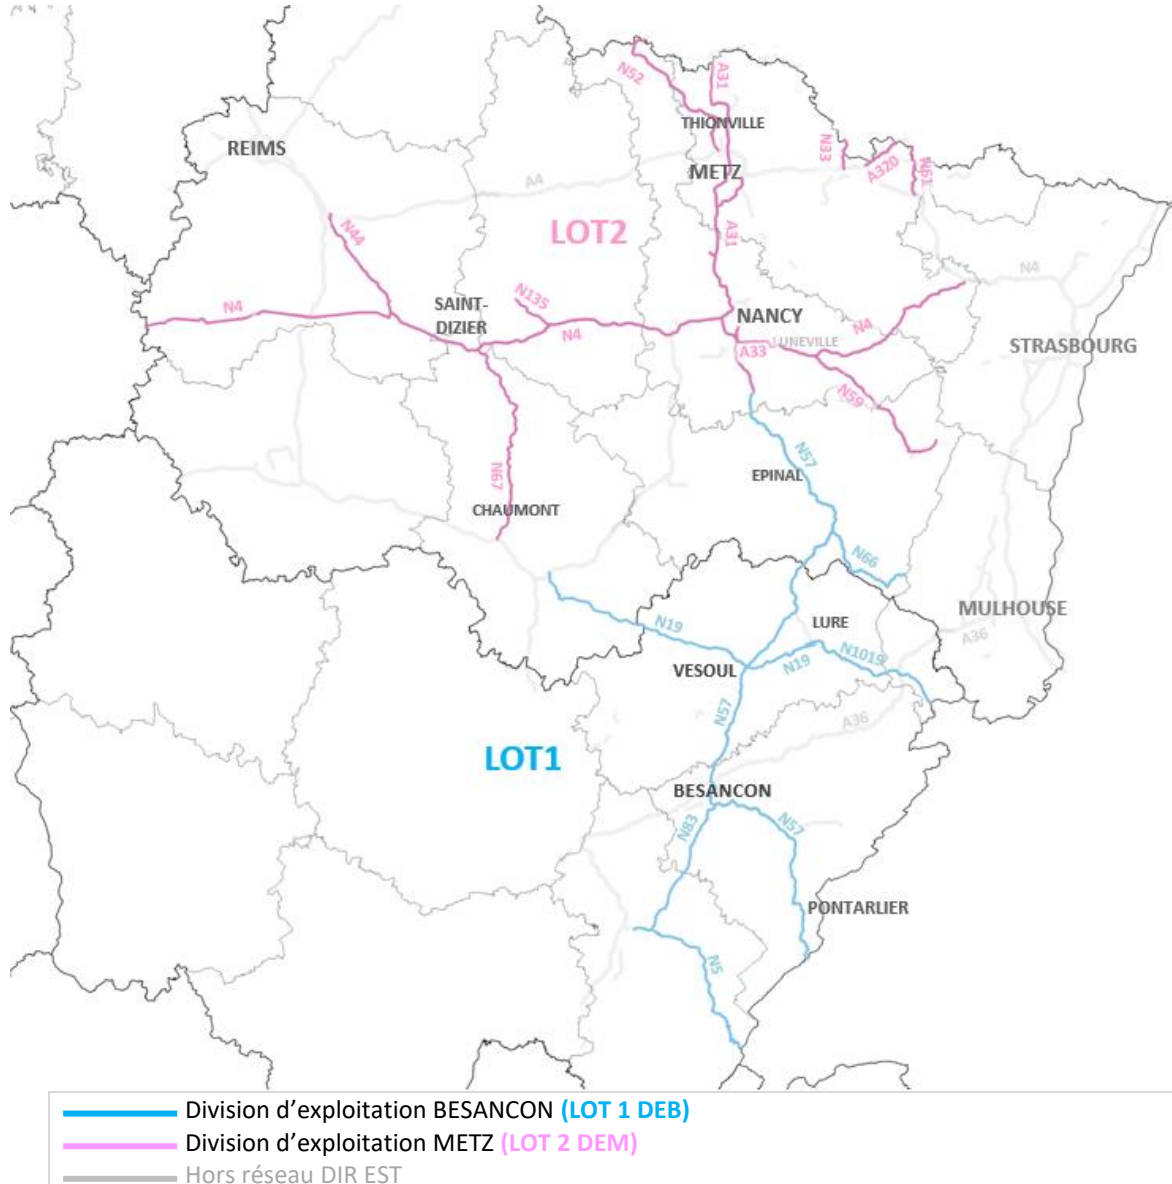 N52
A31
THIONVILLE
REIMS
N33
A320
N61
METZ
A4
LOT2
A31
N44
N4
N135
SAINT-
DIZIER
N4
N4
NANCY
N4
LUNEVILLE
A33
STRASBOURG
N59
N57
EPINAL
N67
CHAUMONT
N66
MULHOUSE
A36
LURE
N19
N1019
VESOUL
N19
N57
A36
LOT1
BESANCON
N83
N57
PONTARLIER
N5
Division d’exploitation BESANCON (LOT 1 DEB)
Division d’exploitation METZ (LOT 2 DEM)
Hors réseau DIR EST